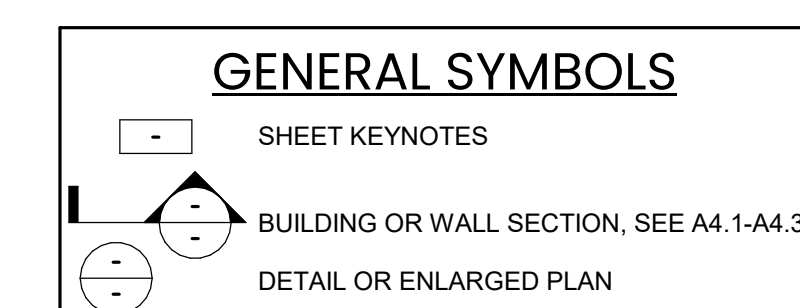 GENERAL SYMBOLS
-
SHEET KEYNOTES
-
-
BUILDING OR WALL SECTION, SEE A4.1-A4.3
-
-
DETAIL OR ENLARGED PLAN